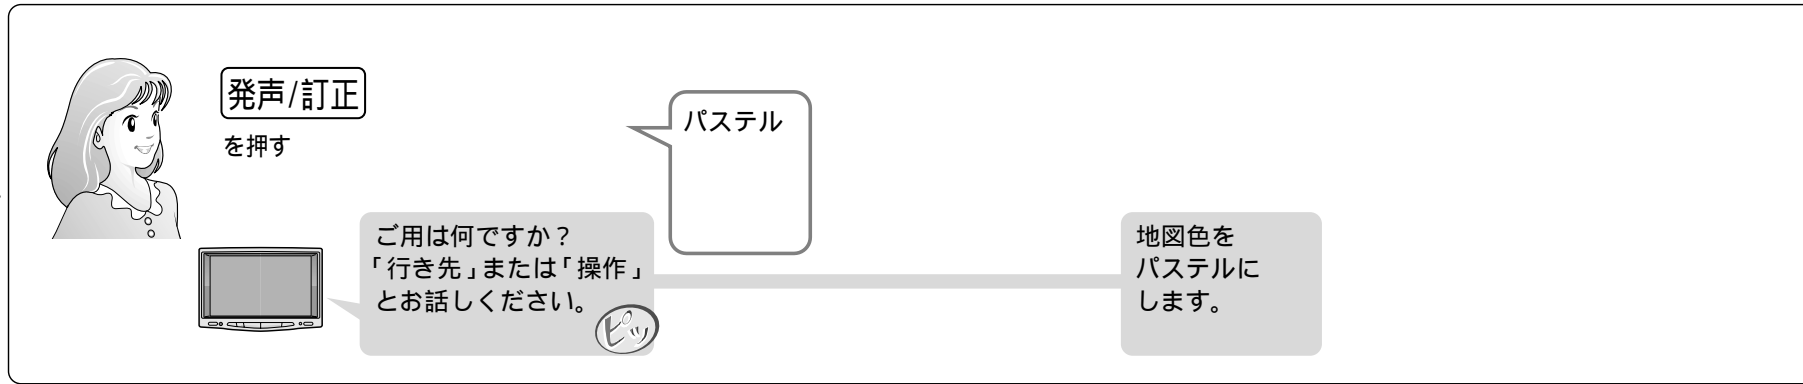 発声/訂正
を押す
パステル
ご用は何ですか？
「行き先」または「操作」
とお話しください。
ピッ
地図色を
パステルに
します。